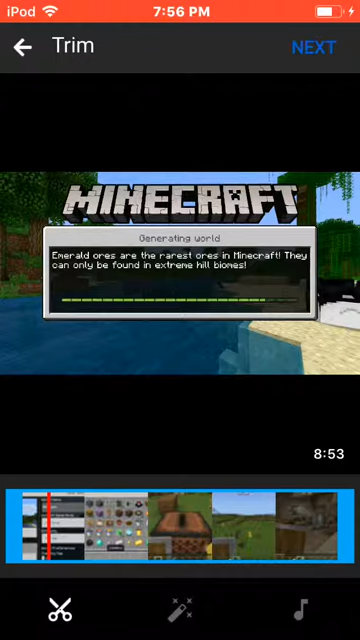 iPod 7:56 PM
Trim NEXT
MINECRAFT
Generating world
Emerald ores are the rarest ores in Minecraft! They
can only be found in extreme hill biomes!
8:53